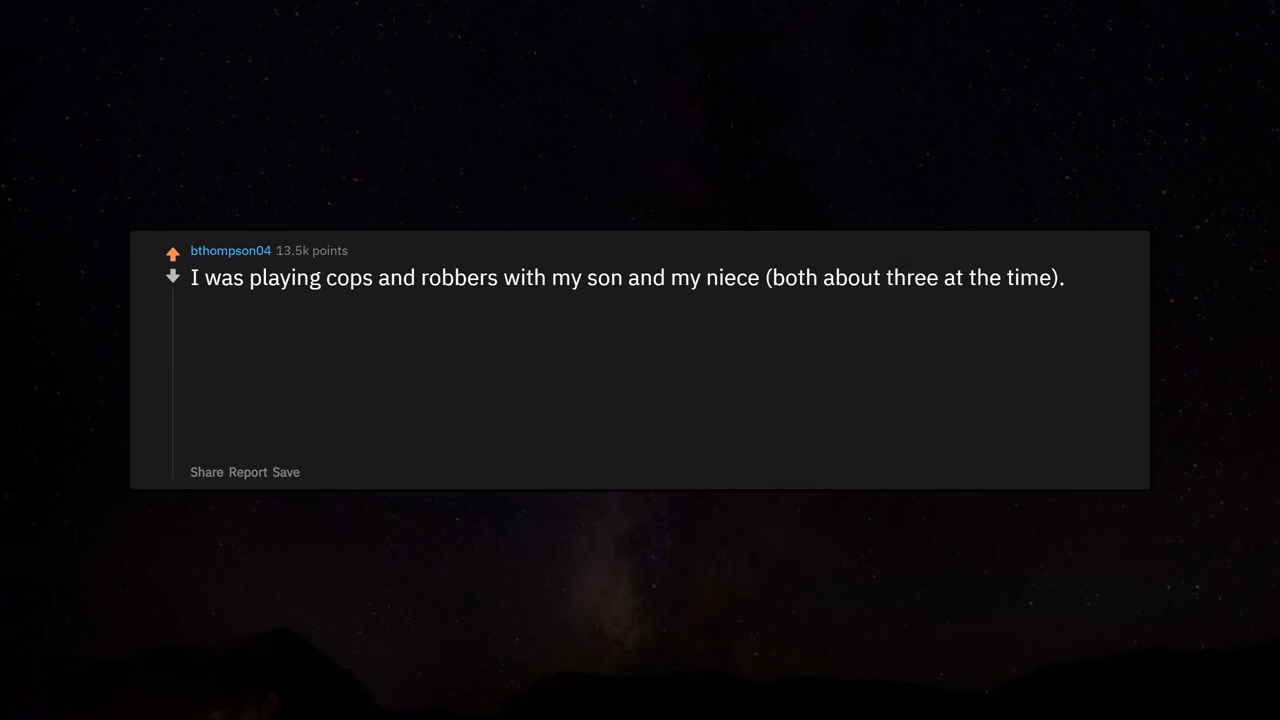 bthompson04 13.5k points
I was playing cops and robbers with my son and my niece (both about three at the time).
Share Report Save